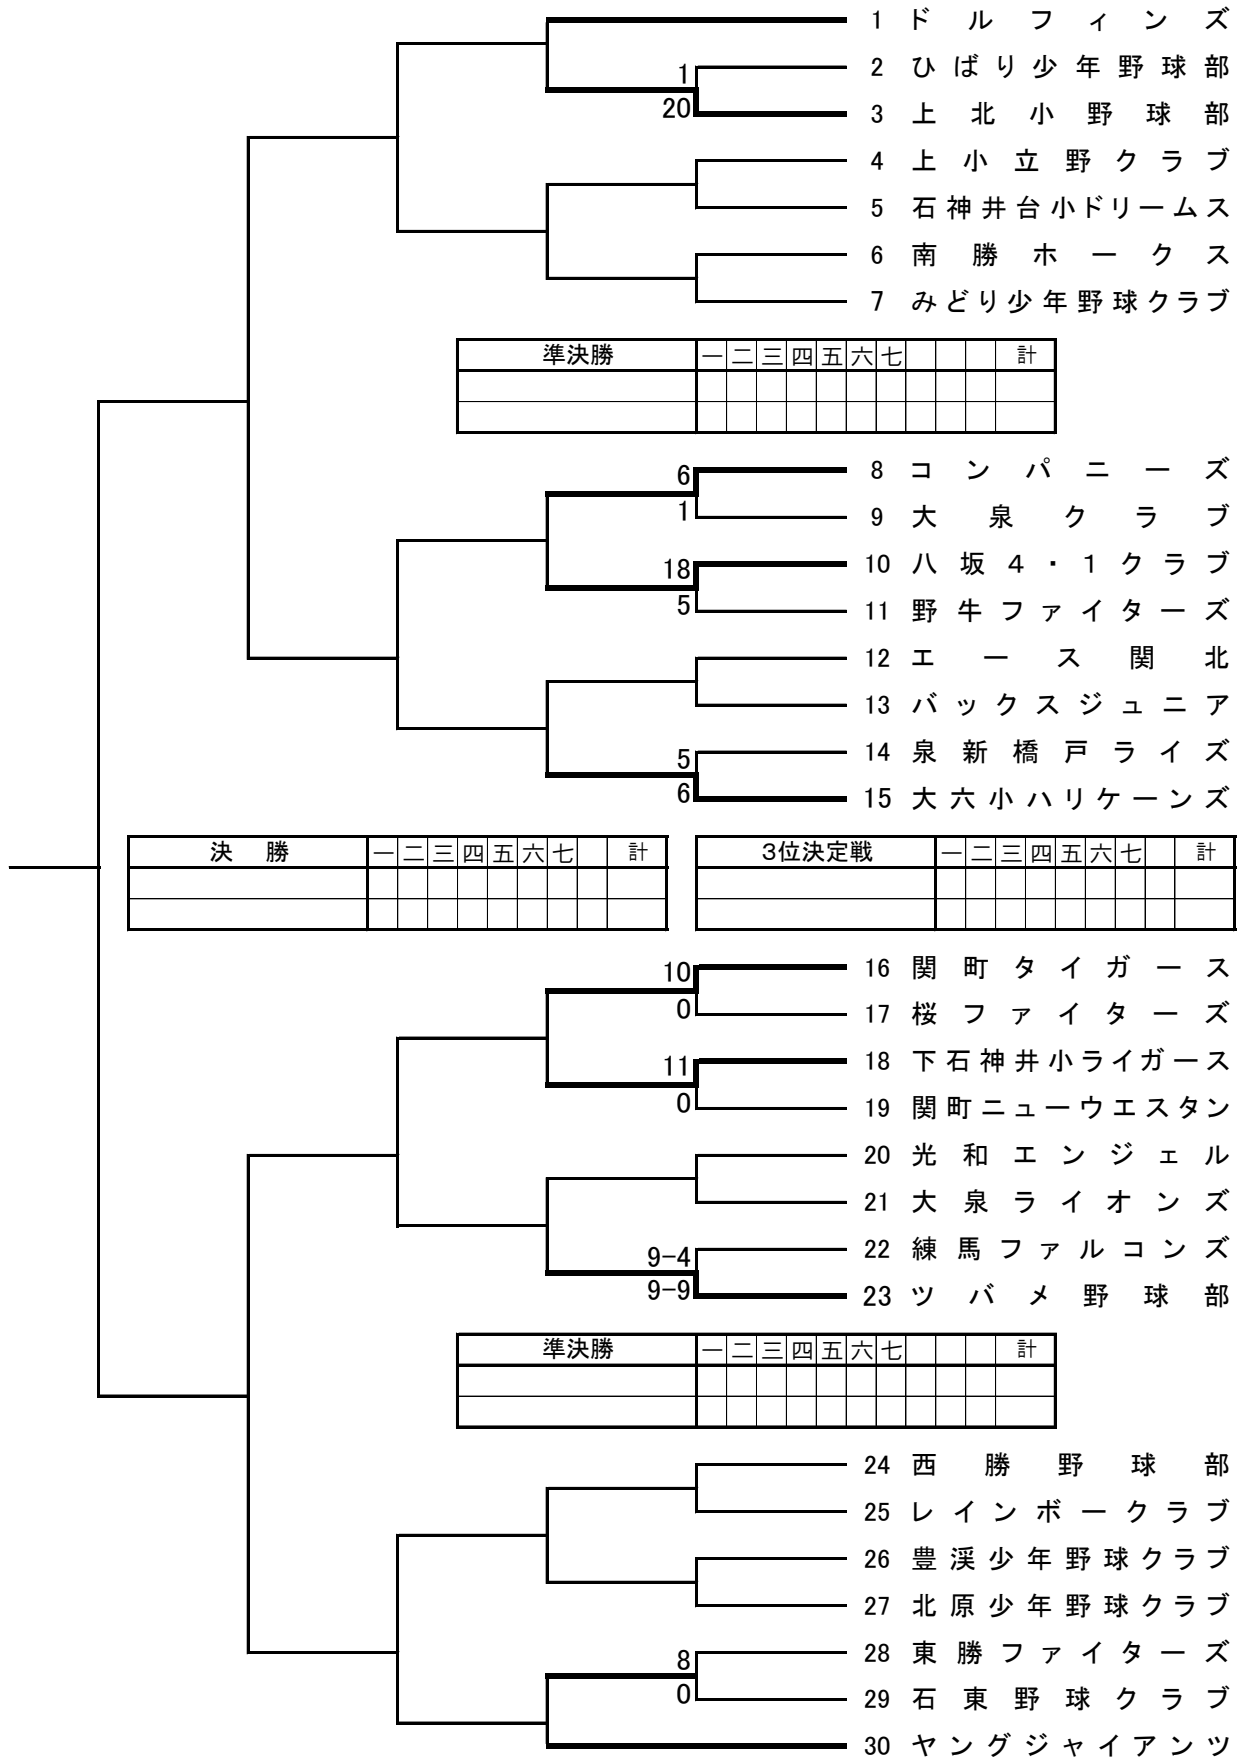 1 ドルフィンズ
1
2 ひばり少年野球部
20
3 上北小野球部
4 上小立野クラブ
5 石神井台小ドリームス
6 南勝ホークス
7 みどり少年野球クラブ
準決勝 一 二 三 四 五 六 七 計
6
8 コンパニーズ
1
9 大泉クラブ
18
10 八坂4・1クラブ
5
11 野牛ファイターズ
12 エース関北
13 バックスジュニア
5
14 泉新橋戸ライズ
6
15 大六小ハリケーンズ
決勝 一 二 三 四 五 六 七 計
3位決定戦 一 二 三 四 五 六 七 計
10
16 関町タイガース
0
17 桜ファイターズ
11
18 下石神井小ライガース
0
19 関町ニューウエスタン
20 光和エンジェル
21 大泉ライオンズ
9-4
22 練馬ファルコンズ
9-9
23 ツバメ野球部
準決勝 一 二 三 四 五 六 七 計
24 西勝野球部
25 レインボークラブ
26 豊渓少年野球クラブ
27 北原少年野球クラブ
8
28 東勝ファイターズ
0
29 石東野球クラブ
30 ヤングジャイアンツ